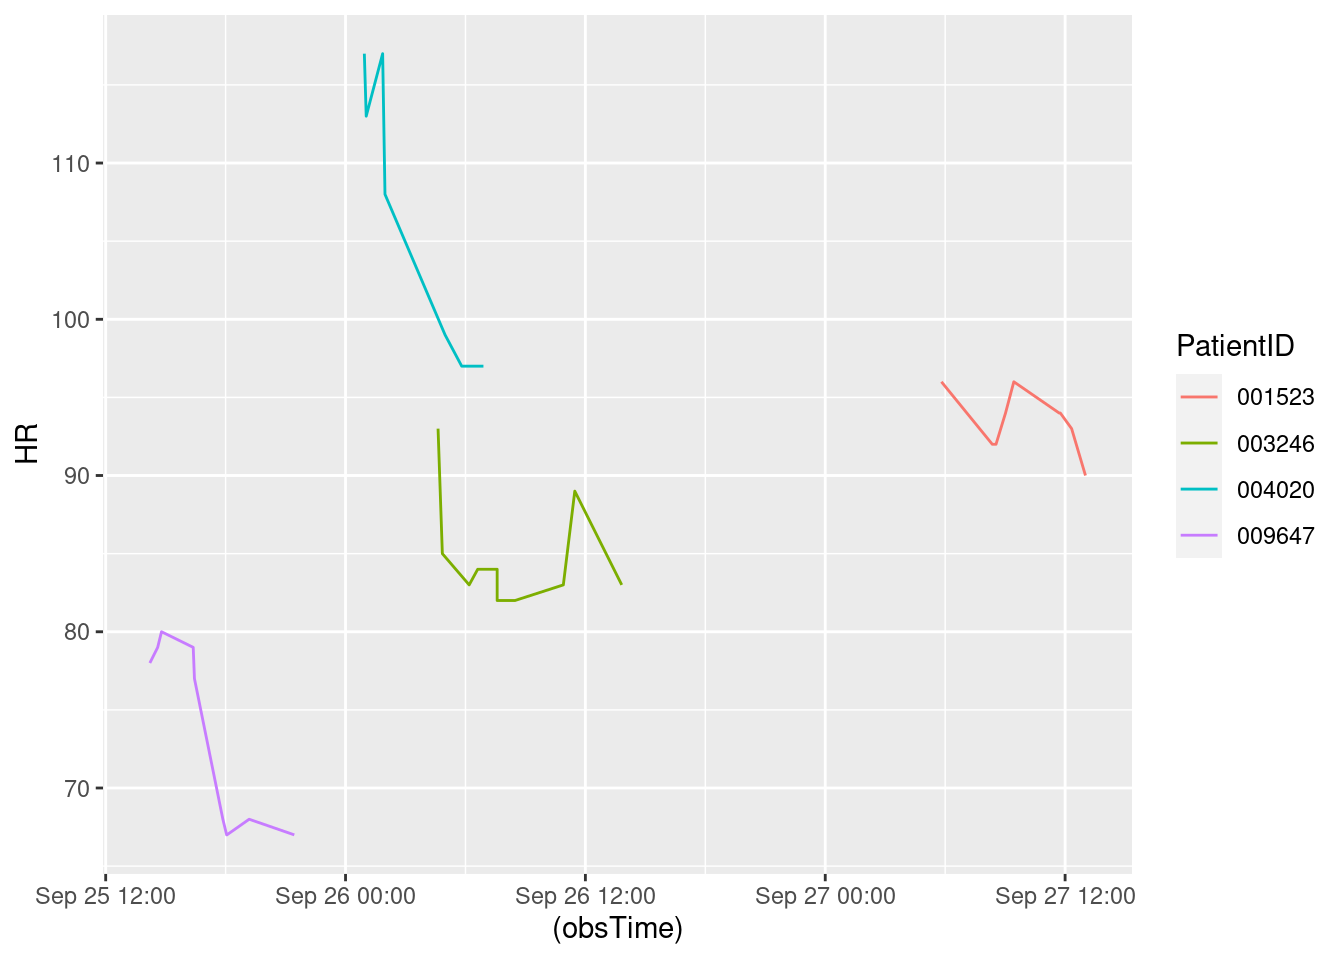 110
100
90
80
70
HR
Sep 25 12:00
Sep 26 00:00
Sep 26 12:00
Sep 27 00:00
Sep 27 12:00
(obsTime)
PatientID
001523
003246
004020
009647